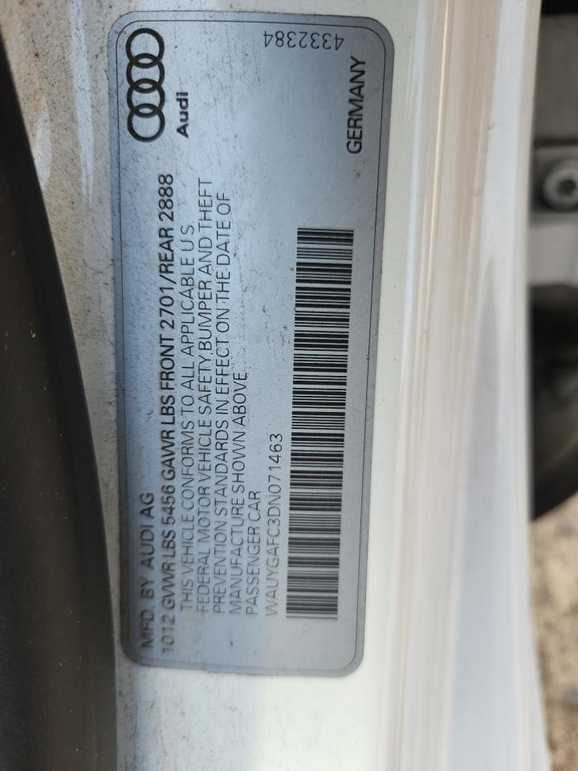 Audi
MFD. BY AUDI AG
1012 GVWR LBS 5456 GAWR LBS FRONT 2701/REAR 2888
THIS VEHICLE CONFORMS TO ALL APPLICABLE U S
FEDERAL MOTOR VEHICLE SAFETY BUMPER AND THEFT
PREVENTION STANDARDS IN EFFECT ON THE DATE OF
MANUFACTURE SHOWN ABOVE
PASSENGER CAR
WAUYGAFC3DN071463
GERMANY
4332384